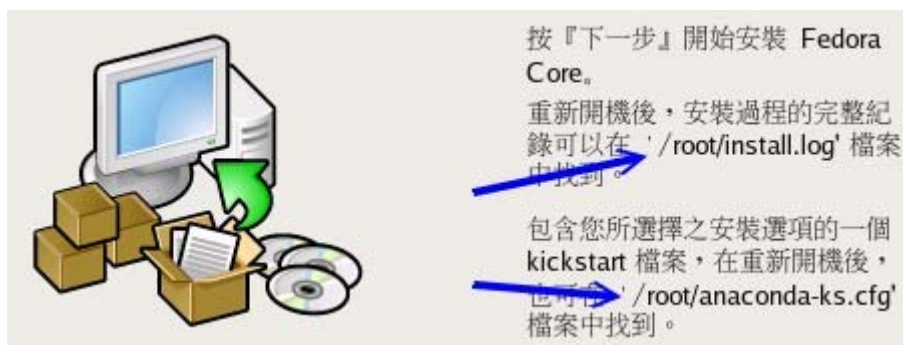 按『下一步』開始安裝 Fedora
Core。
重新開機後，安裝過程的完整紀
錄可以在 '/root/install.log' 檔案
中找到。
包含您所選擇之安裝選項的一個
kickstart 檔案，在重新開機後，
也可在 '/root/anaconda-ks.cfg'
檔案中找到。